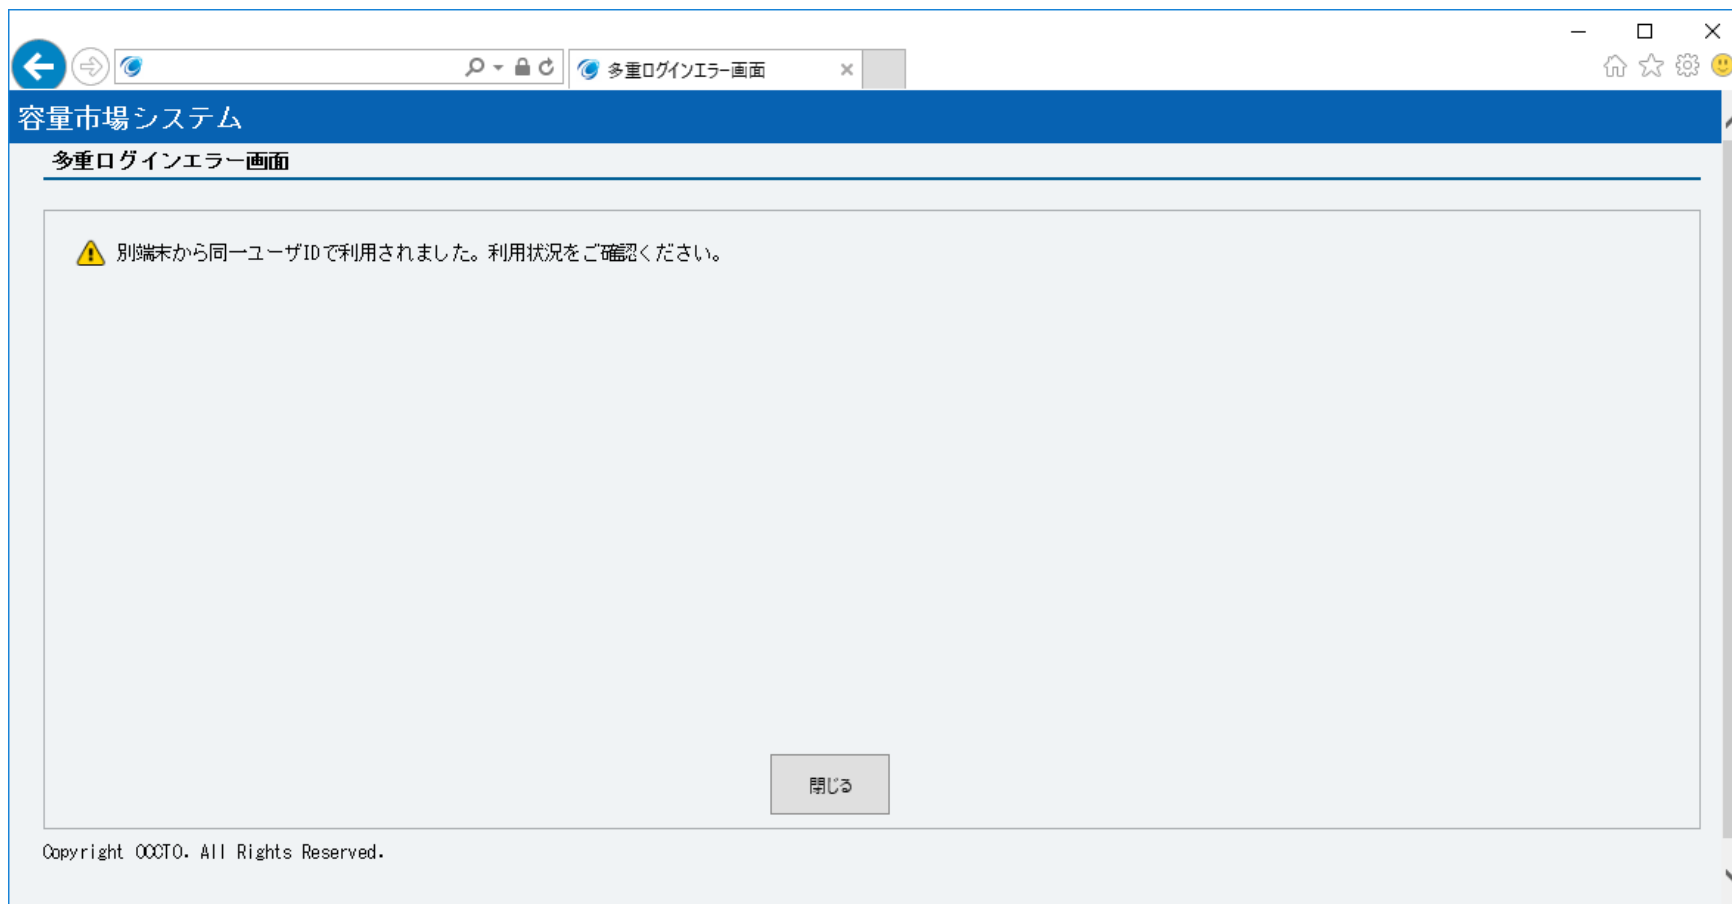 多重ログインエラー画面
容量市場システム
多重ログインエラー画面
別端末から同一ユーザIDで利用されました。利用状況をご確認ください。
閉じる
Copyright OCCTO. All Rights Reserved.